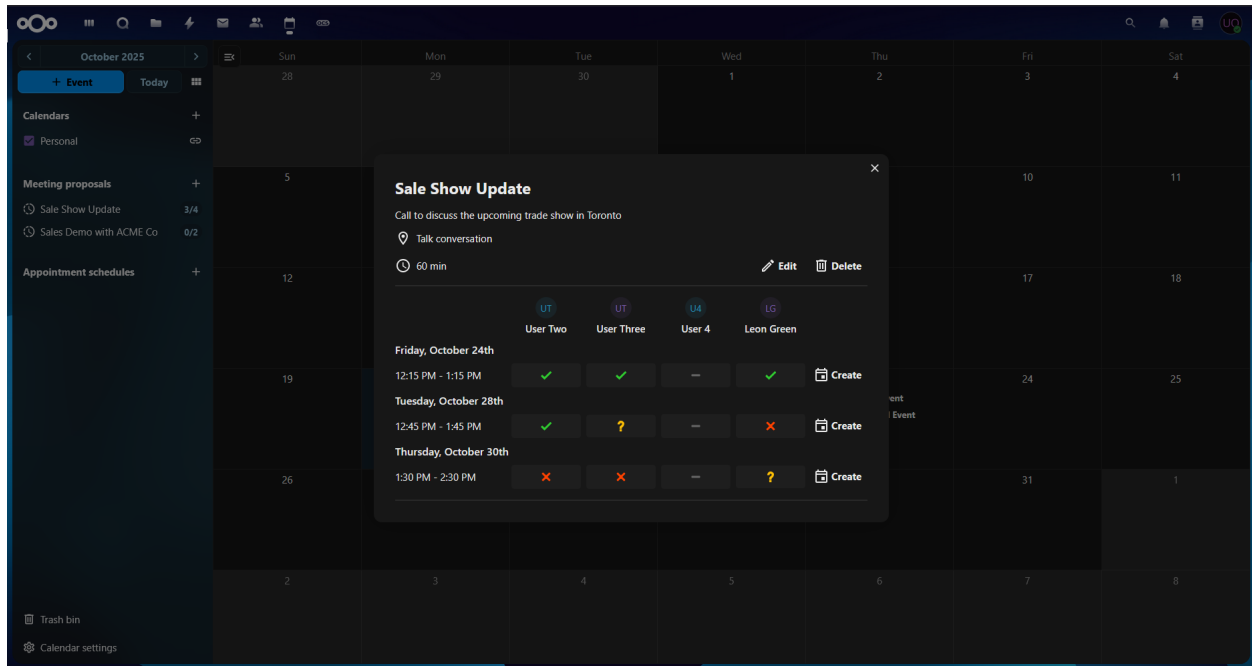 UO
October 2025
Sun Mon Tue Wed Thu Fri Sat
+ Event Today
28 29 30 1 2 3 4
Calendars
Personal
Meeting proposals
Sale Show Update 3/4
Sales Demo with ACME Co 0/2
Appointment schedules
5 10 11
12 17 18
19 24 25
vent
l Event
26 31 1
2 3 4 5 6 7 8
Trash bin
Calendar settings
Sale Show Update
Call to discuss the upcoming trade show in Toronto
Talk conversation
60 min Edit Delete
UT UT U4 LG
User Two User Three User 4 Leon Green
Friday, October 24th
12:15 PM - 1:15 PM Create
Tuesday, October 28th
12:45 PM - 1:45 PM ? Create
Thursday, October 30th
1:30 PM - 2:30 PM ? Create